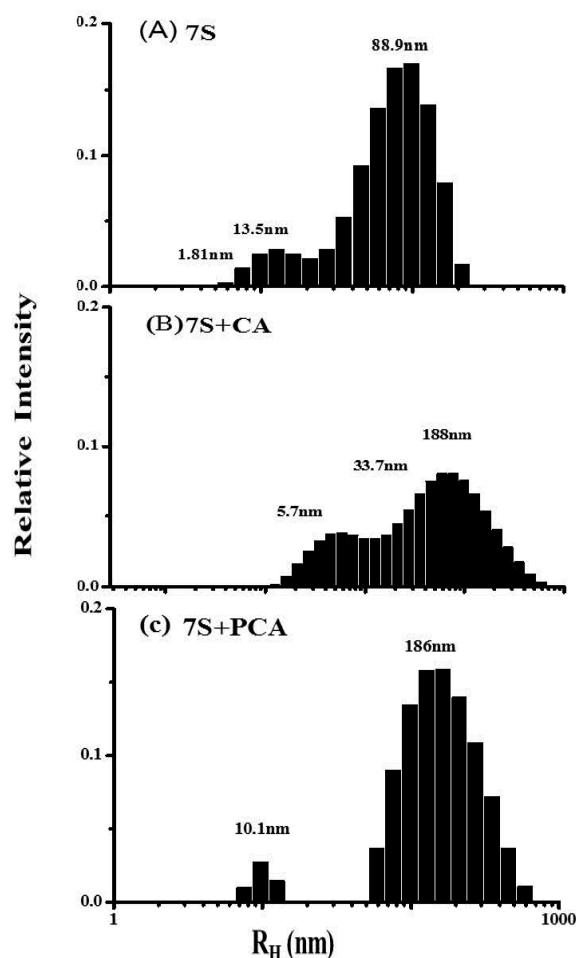 (A) 7S
0.2
88.9nm
0.1
13.5nm
1.81nm
0.0
(B)7S+CA
0.2
188nm
33.7nm
0.1
5.7nm
0.0
(c) 7S+PCA
0.2
186nm
0.1
10.1nm
0.0
1
1000
R_H (nm)
Relative Intensity